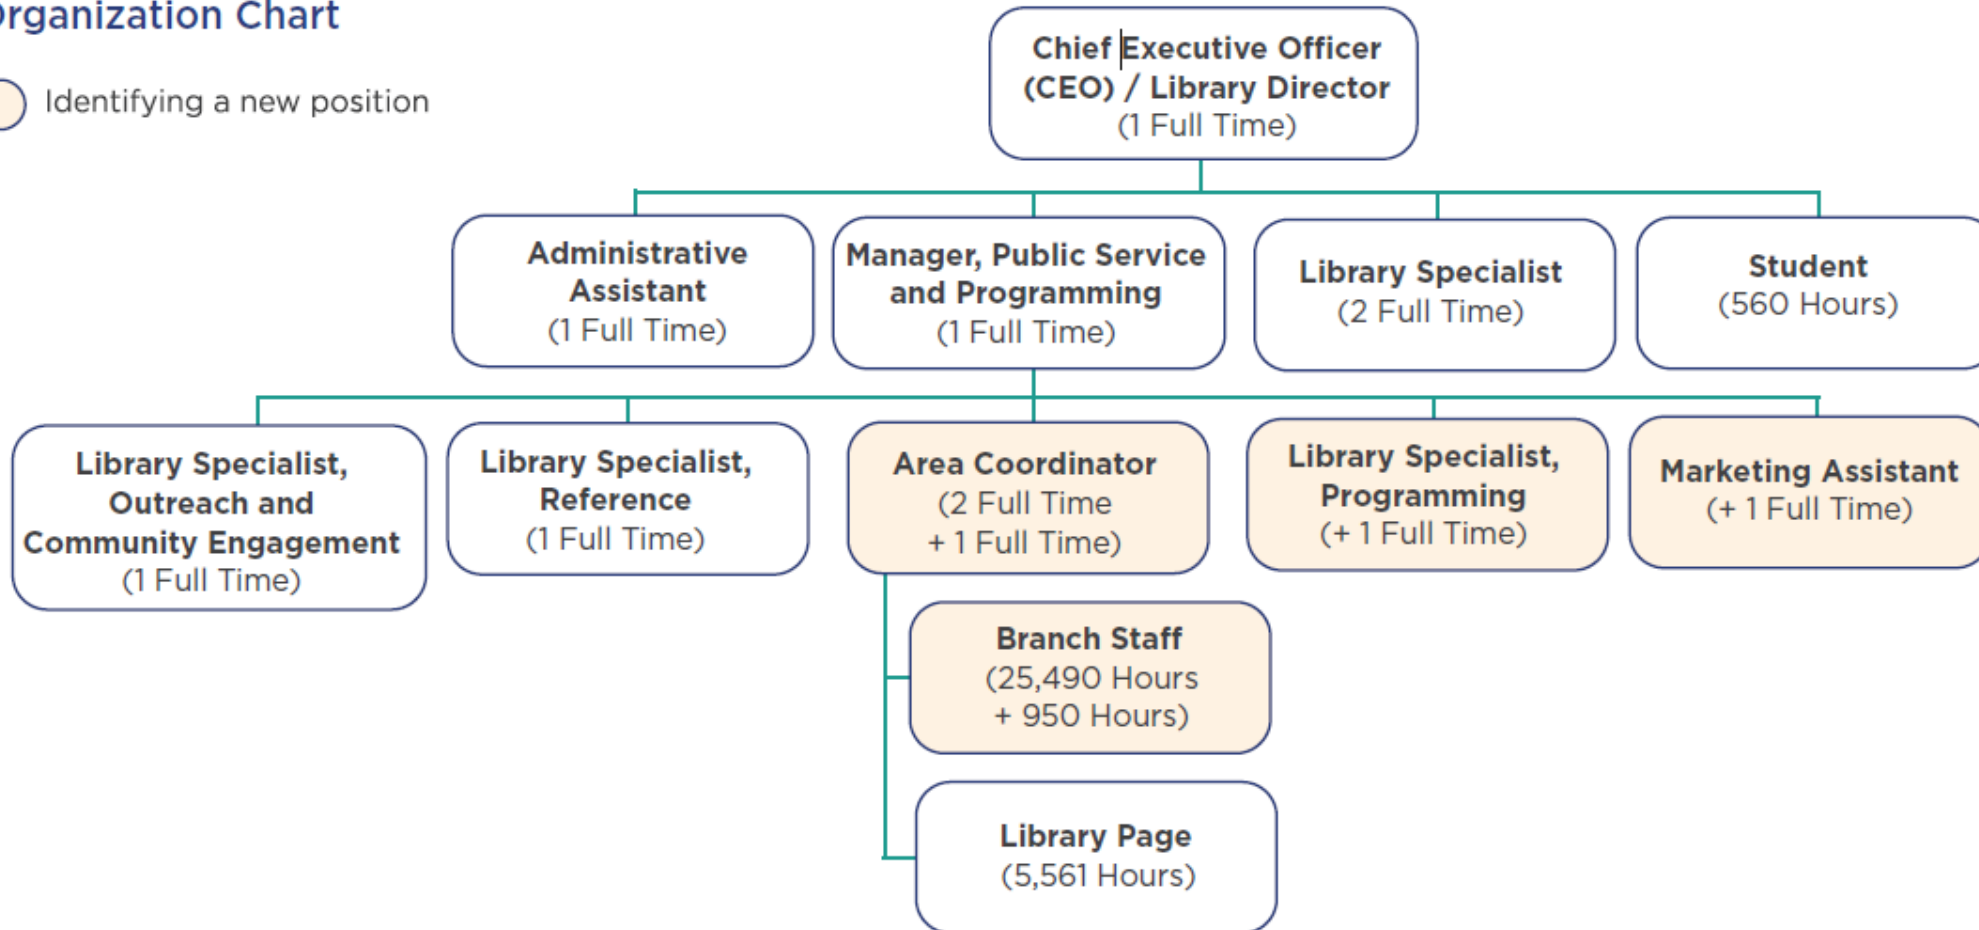 Organization Chart
Identifying a new position
Chief Executive Officer
(CEO) / Library Director
(1 Full Time)
Administrative
Assistant
(1 Full Time)
Manager, Public Service
and Programming
(1 Full Time)
Library Specialist
(2 Full Time)
Student
(560 Hours)
Library Specialist,
Outreach and
Community Engagement
(1 Full Time)
Library Specialist,
Reference
(1 Full Time)
Area Coordinator
(2 Full Time
+ 1 Full Time)
Library Specialist,
Programming
(+ 1 Full Time)
Marketing Assistant
(+ 1 Full Time)
Branch Staff
(25,490 Hours
+ 950 Hours)
Library Page
(5,561 Hours)